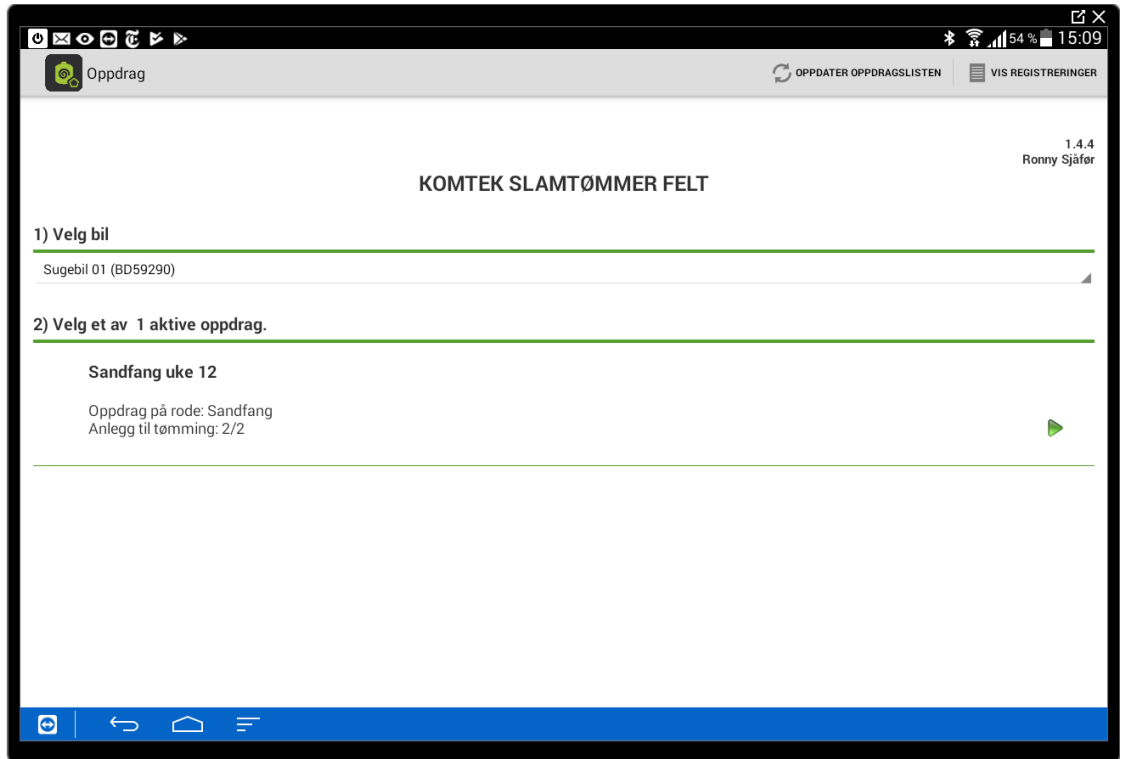 54 % 15:09
Oppdrag OPPDATER OPPDRAGSLISTEN VIS REGISTRERINGER
1.4.4
Ronny Sjåfør
KOMTEK SLAMTØMMER FELT
1) Velg bil
Sugebil 01 (BD59290)
2) Velg et av  1 aktive oppdrag.
Sandfang uke 12
Oppdrag på rode: Sandfang
Anlegg til tømming: 2/2